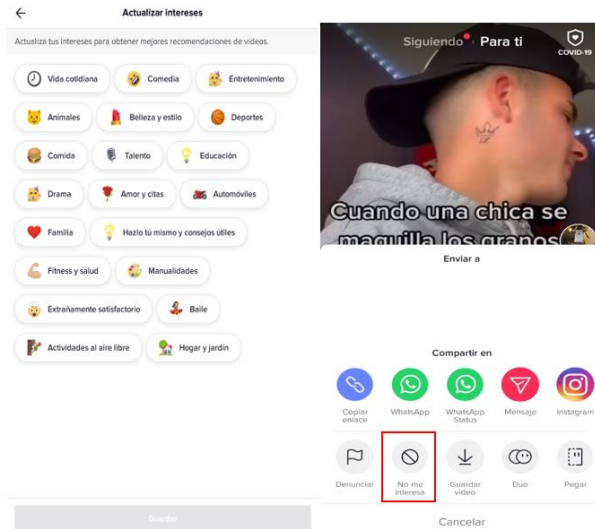 Actualizar intereses
Actualiza tus intereses para obtener mejores recomendaciones de videos.
Vida cotidiana
Comedia
Entretenimiento
Animales
Belleza y estilo
Deportes
Comida
Talento
Educación
Drama
Amor y citas
Automóviles
Familia
Hazlo tú mismo y consejos útiles
Fitness y salud
Manualidades
Extrañamente satisfactorio
Baile
Actividades al aire libre
Hogar y jardín
Guardar
Siguiendo
Para ti
COVID-19
Cuando una chica se
maquilla los granos
Enviar a
Compartir en
Copiar
enlace
WhatsApp
WhatsApp
Status
Mensaje
Instagram
Denunciar
No me
interesa
Guardar
vídeo
Dúo
Pegar
Cancelar